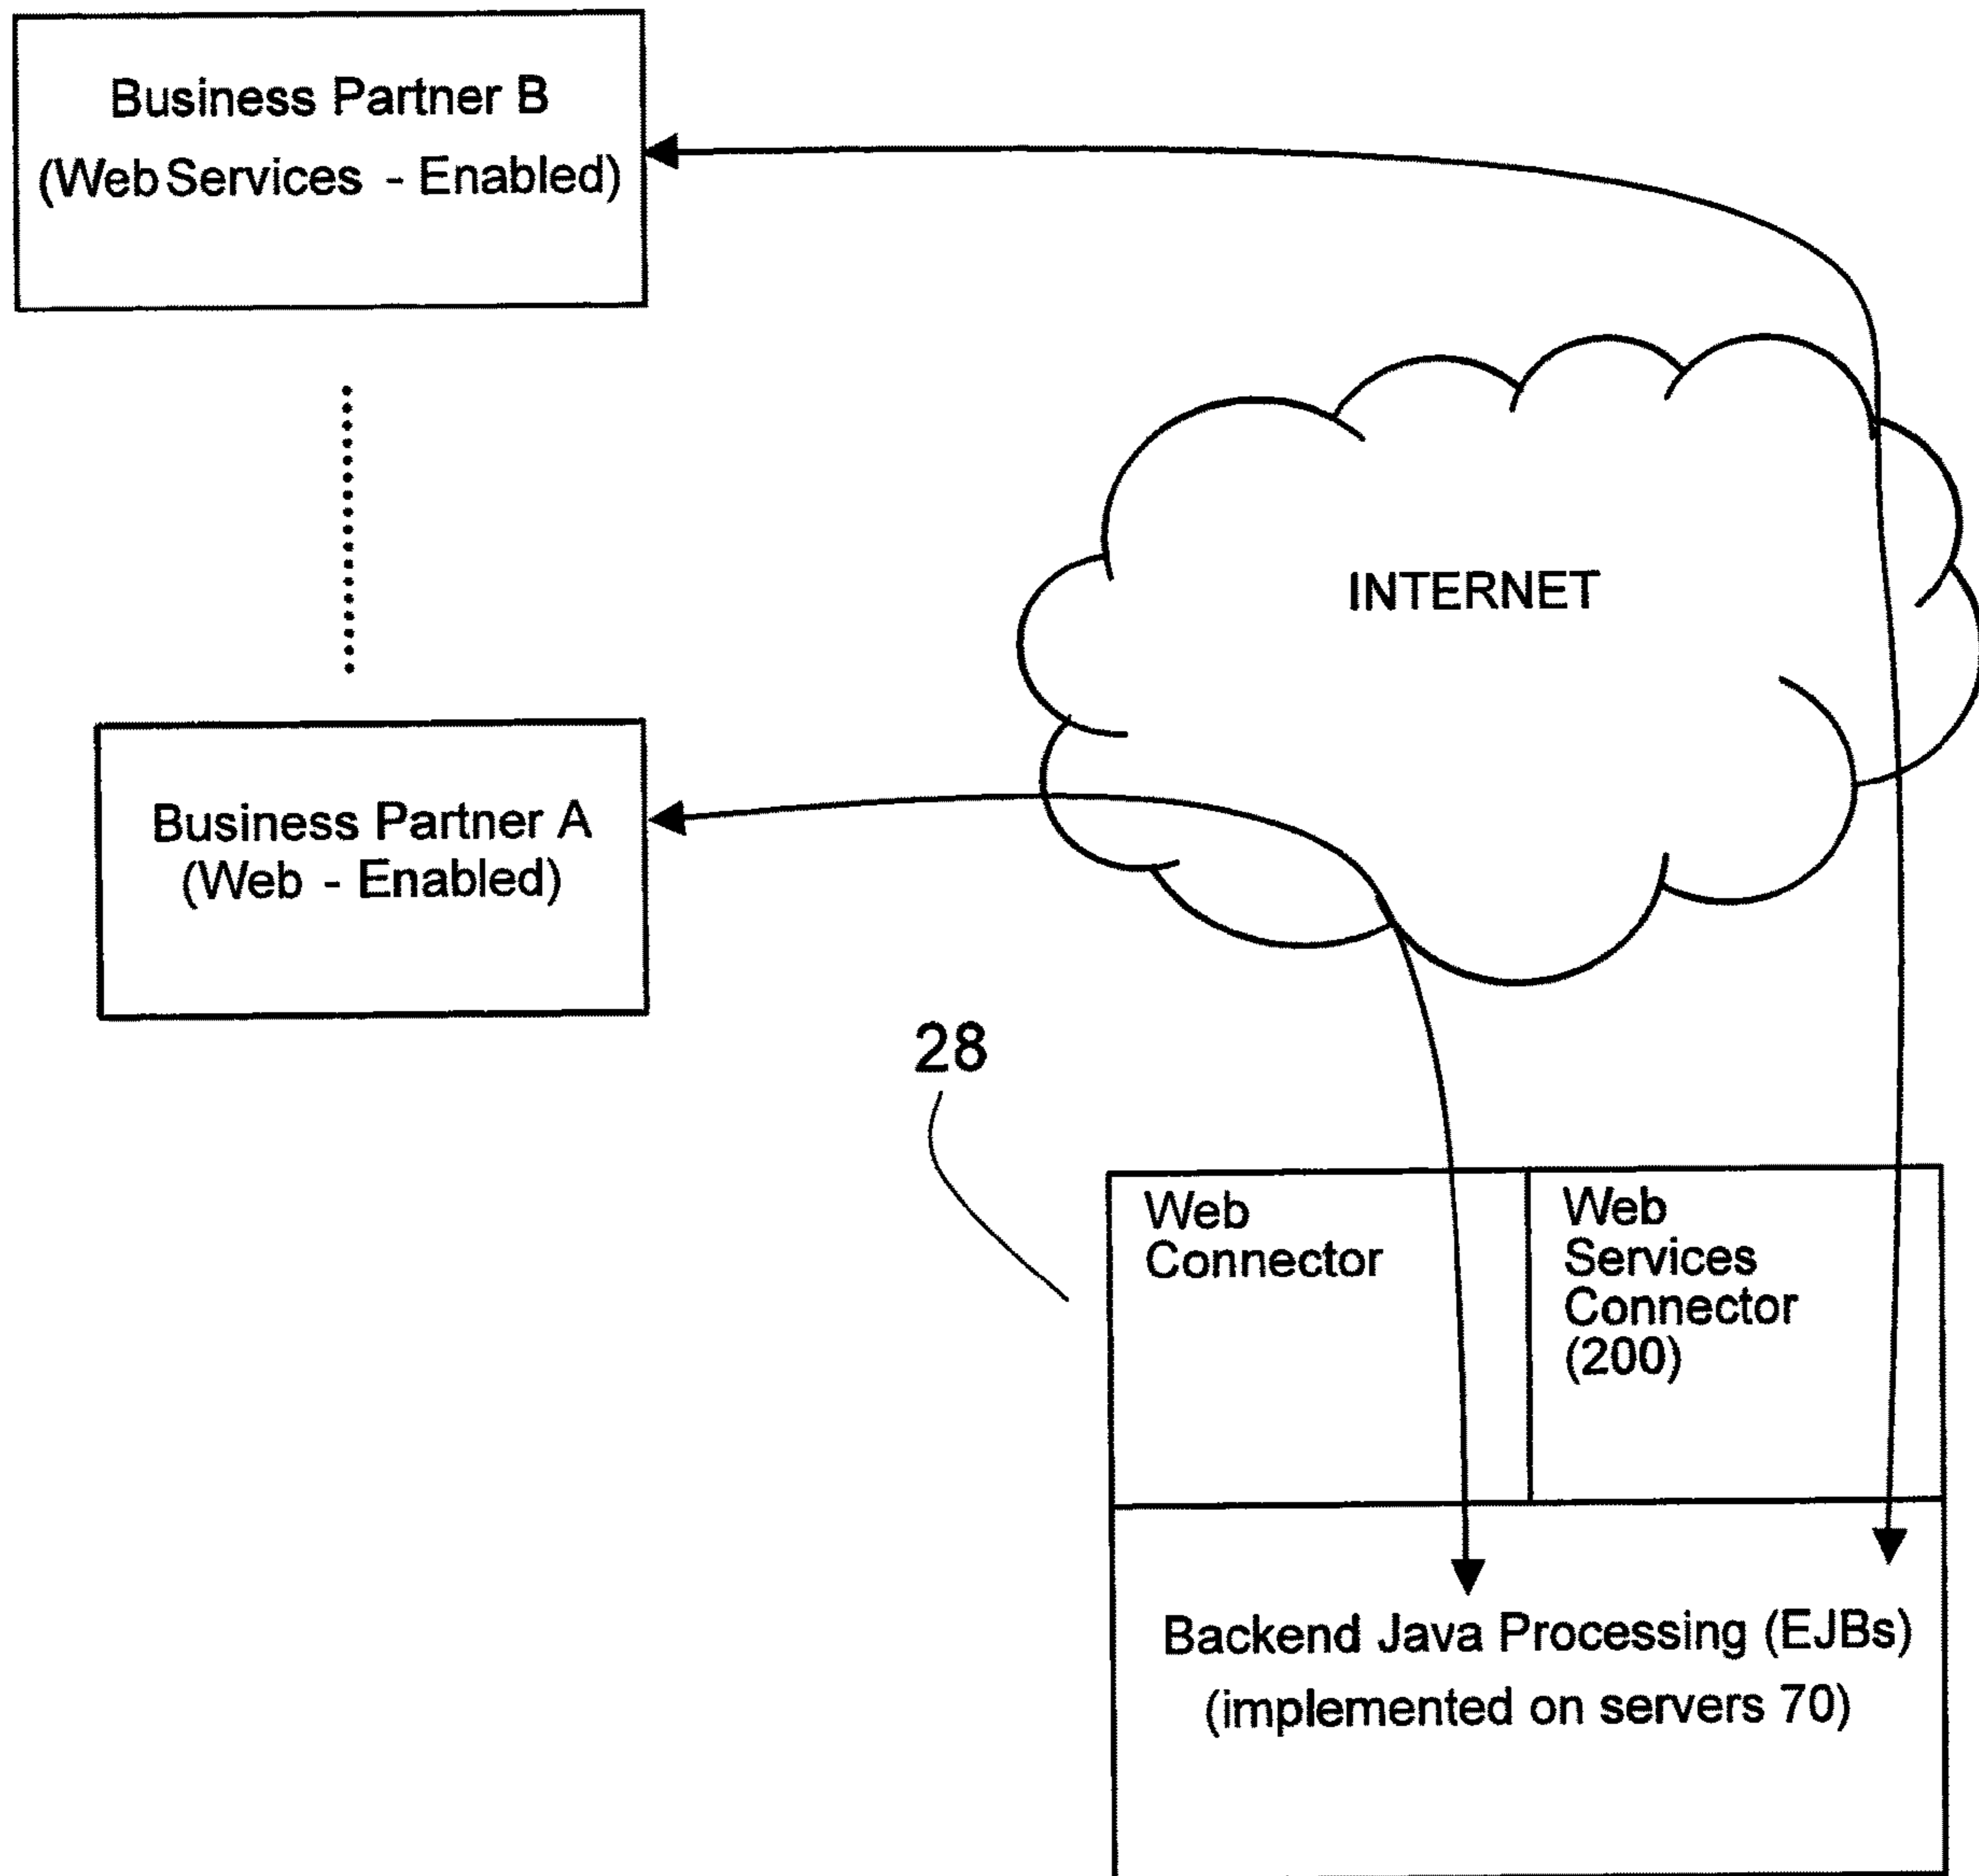 Business Partner B
(Web Services - Enabled)
INTERNET
Business Partner A
(Web - Enabled)
28
Web
Connector
Web
Services
Connector
(200)
Backend Java Processing (EJBs)
(implemented on servers 70)